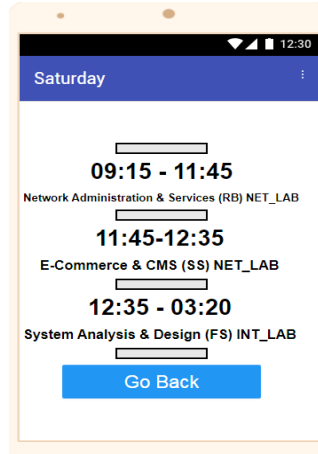 12:30
Saturday
09:15 - 11:45
Network Administration & Services (RB) NET_LAB
11:45-12:35
E-Commerce & CMS (SS) NET_LAB
12:35 - 03:20
System Analysis & Design (FS) INT_LAB
Go Back